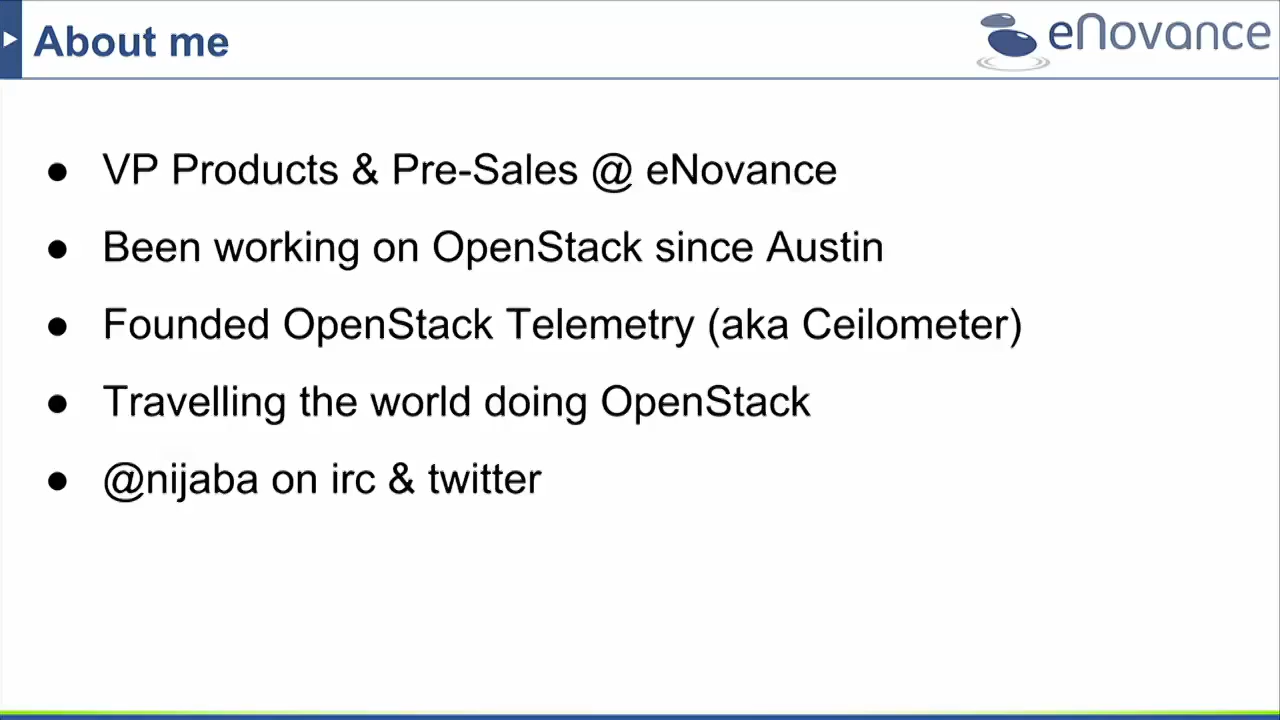 About me
eNovance
● VP Products & Pre-Sales @ eNovance
● Been working on OpenStack since Austin
● Founded OpenStack Telemetry (aka Ceilometer)
● Travelling the world doing OpenStack
● @nijaba on irc & twitter